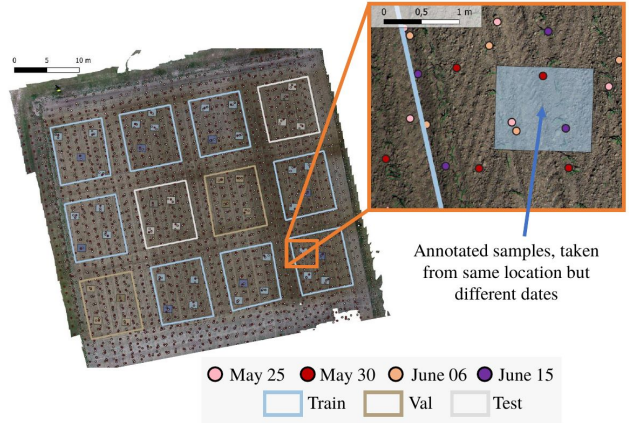 0 5 10 m
0 0,5 1 m
Annotated samples, taken
from same location but
different dates
May 25 May 30 June 06 June 15
Train Val Test